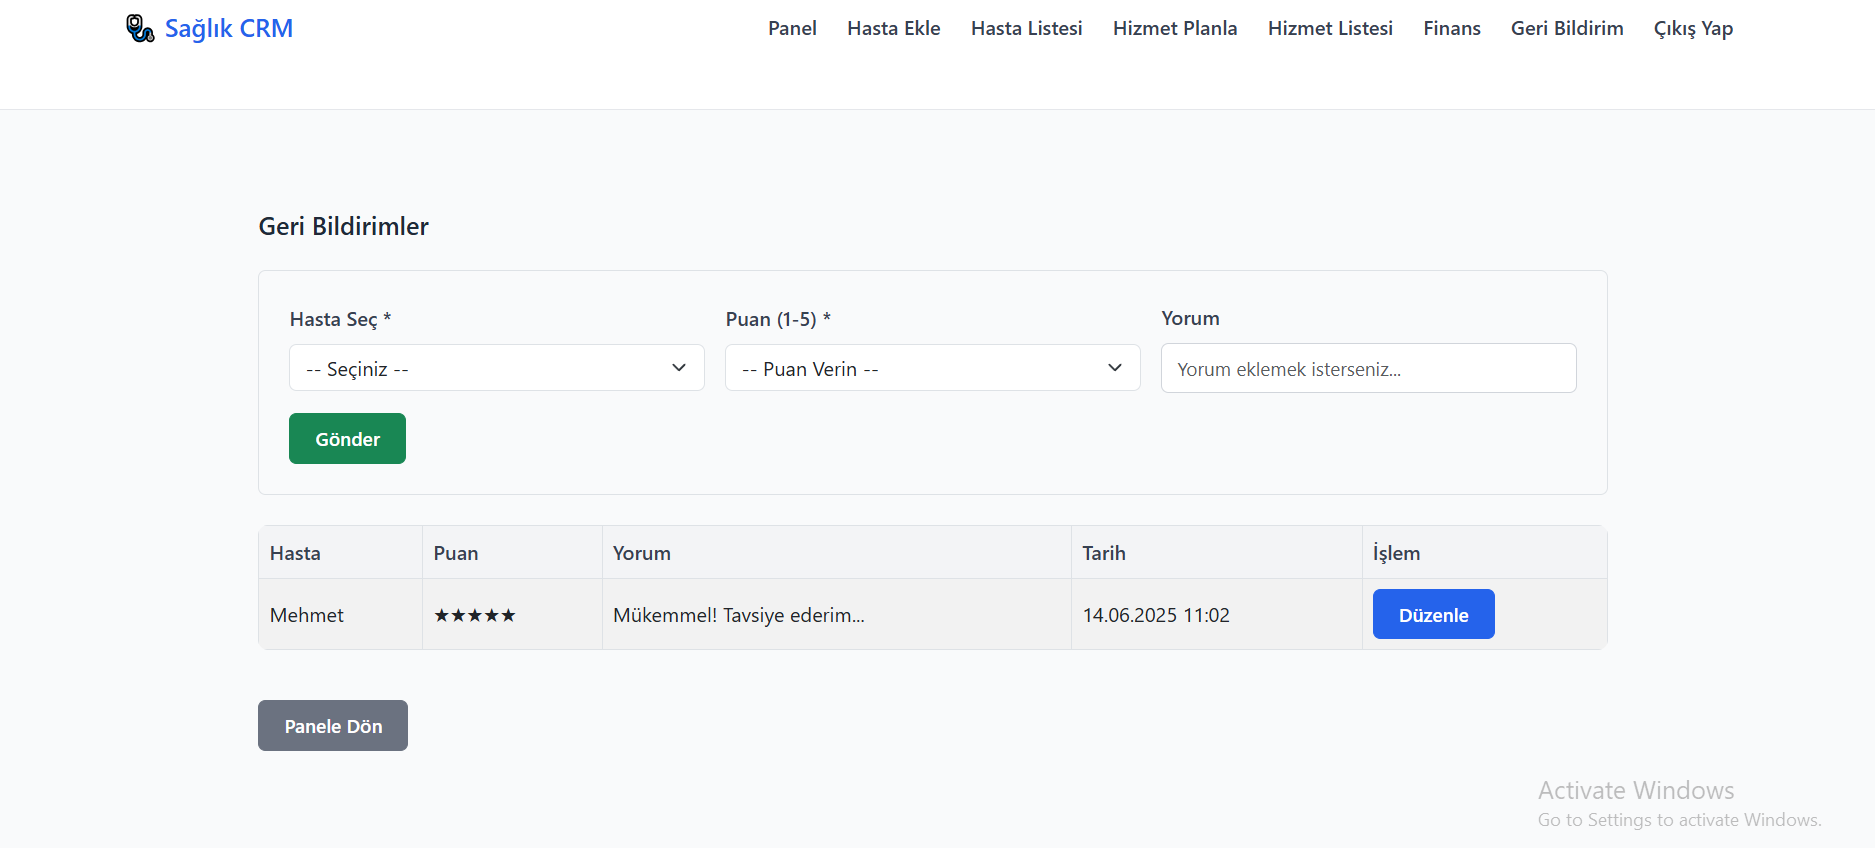 Sağlık CRM
Panel Hasta Ekle Hasta Listesi Hizmet Planla Hizmet Listesi Finans Geri Bildirim Çıkış Yap
Geri Bildirimler
Hasta Seç * Puan (1-5) * Yorum
-- Seçiniz -- -- Puan Verin -- Yorum eklemek isterseniz...
Gönder
Hasta Puan Yorum Tarih İşlem
Mehmet ★★★★★ Mükemmel! Tavsiye ederim... 14.06.2025 11:02 Düzenle
Panele Dön
Activate Windows
Go to Settings to activate Windows.